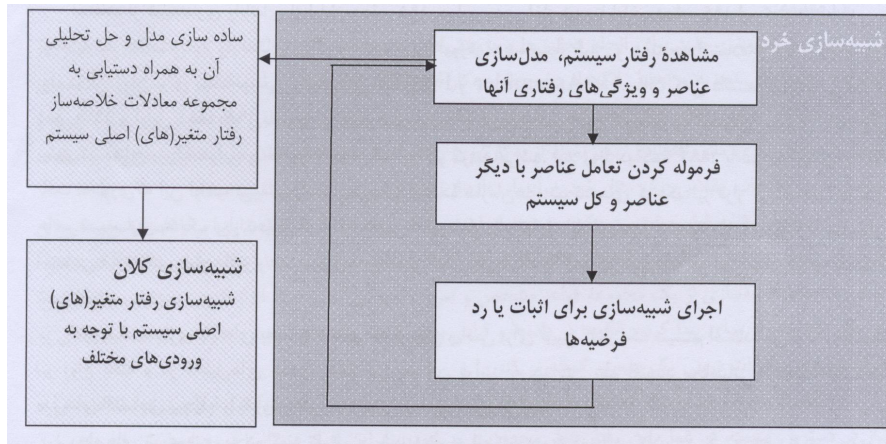 شبیه‌سازی خرد
مشاهدهٔ رفتار سیستم، مدل‌سازی
عناصر و ویژگی‌های رفتاری آنها
فرموله کردن تعامل عناصر با دیگر
عناصر و کل سیستم
اجرای شبیه‌سازی برای اثبات یا رد
فرضیه‌ها
ساده سازی مدل و حل تحلیلی
آن به همراه دستیابی به
مجموعه معادلات خلاصه‌ساز
رفتار متغیر(های) اصلی سیستم
شبیه‌سازی کلان
شبیه‌سازی رفتار متغیر(های)
اصلی سیستم با توجه به
ورودی‌های مختلف